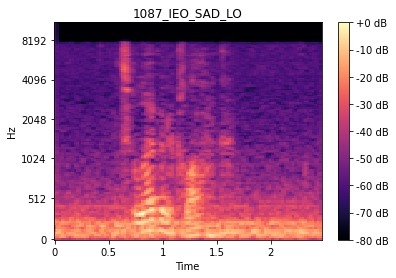 1087_IEO_SAD_LO
+0 dB
8192
-10 dB
4096
-20 dB
-30 dB
2048
Hz
-40 dB
1024
-50 dB
512
-60 dB
-70 dB
0
-80 dB
0 0.5 1 1.5 2
Time